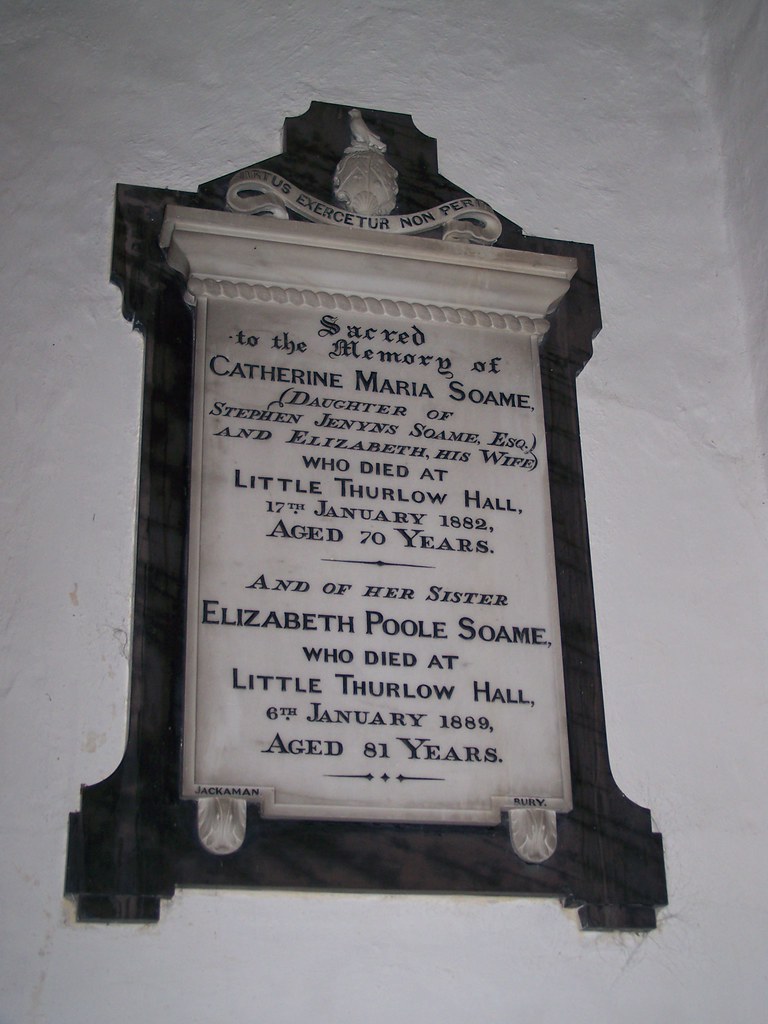 EXERCETUR NON
Sacred
to the Memory of
CATHERINE MARIA SOAME,
(DAUGHTER OF
STEPHEN JENYNS SOAME, ESQ.
AND ELIZABETH, HIS WIFE)
WHO DIED AT
LITTLE THURLOW HALL,
17TH JANUARY 1882,
AGED 70 YEARS.
AND OF HER SISTER
ELIZABETH POOLE SOAME,
WHO DIED AT
LITTLE THURLOW HALL,
6TH JANUARY 1889,
AGED 81 YEARS.
JACKAMAN
BURY.